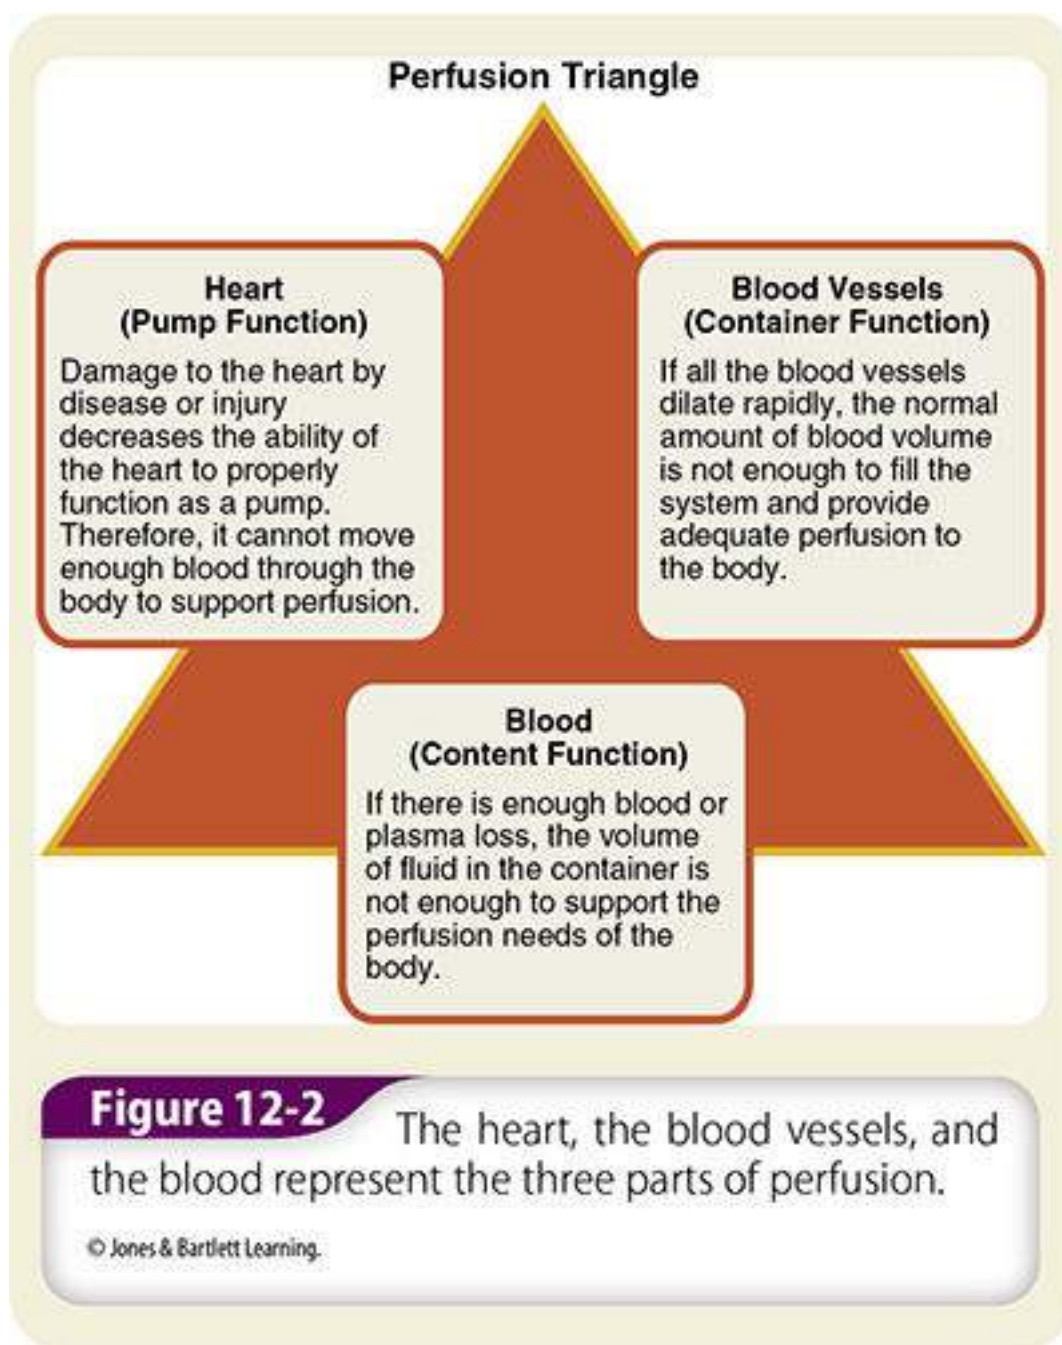 Perfusion Triangle
Heart
(Pump Function)
Damage to the heart by
disease or injury
decreases the ability of
the heart to properly
function as a pump.
Therefore, it cannot move
enough blood through the
body to support perfusion.
Blood Vessels
(Container Function)
If all the blood vessels
dilate rapidly, the normal
amount of blood volume
is not enough to fill the
system and provide
adequate perfusion to
the body.
Blood
(Content Function)
If there is enough blood or
plasma loss, the volume
of fluid in the container is
not enough to support the
perfusion needs of the
body.
Figure 12-2 The heart, the blood vessels, and
the blood represent the three parts of perfusion.
© Jones & Bartlett Learning.